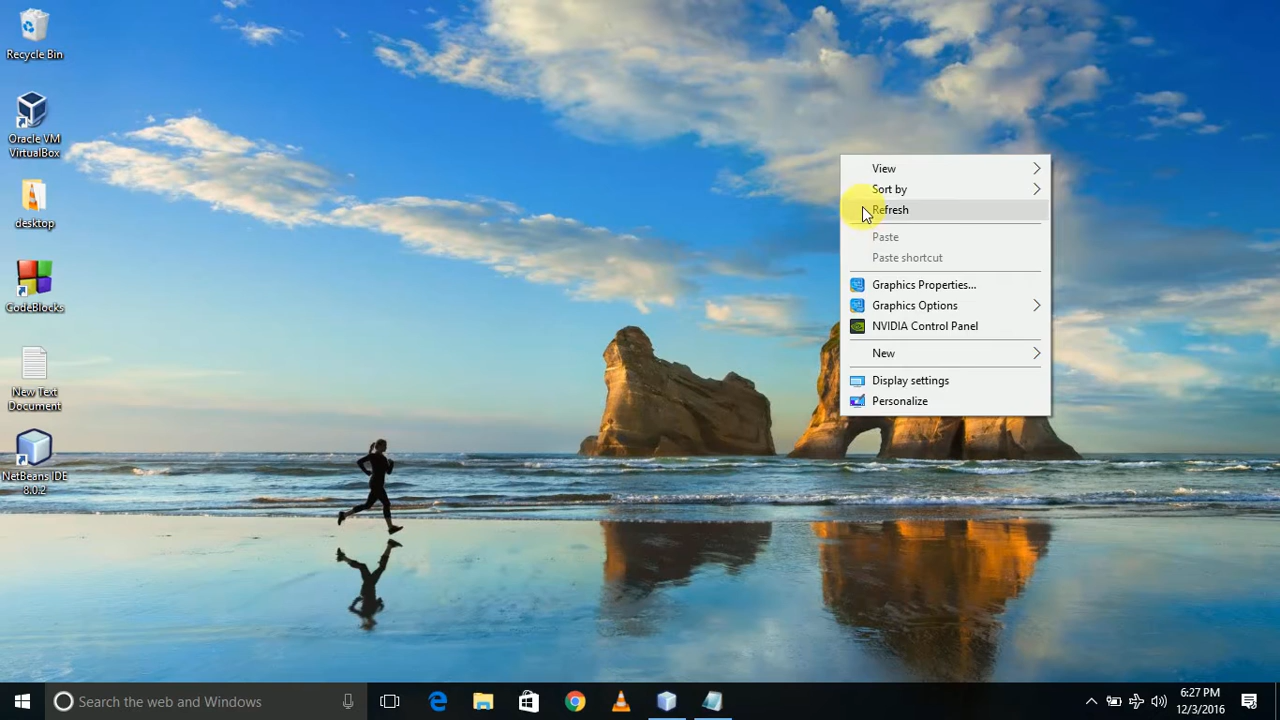 Recycle Bin
Oracle VM
VirtualBox
desktop
CodeBlocks
New Text
Document
NetBeans IDE
8.0.2
View
Sort by
Refresh
Paste
Paste shortcut
Graphics Properties...
Graphics Options
NVIDIA Control Panel
New
Display settings
Personalize
Search the web and Windows
6:27 PM
12/3/2016